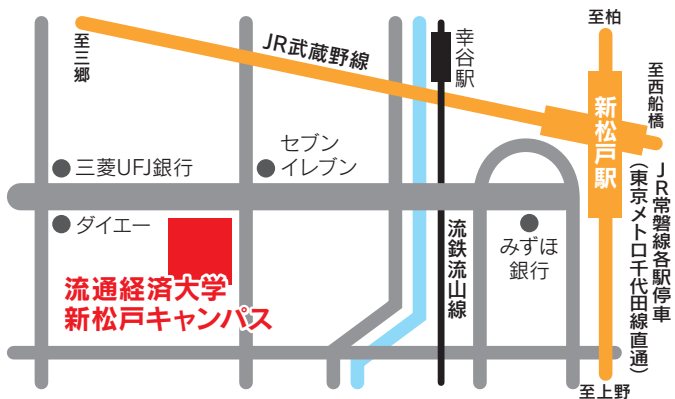 至柏
至三郷
JR武蔵野線
幸谷駅
至西船橋
新松戸駅
セブン
イレブン
三菱UFJ銀行
ダイエー
流鉄流山線
みずほ
銀行
JR常磐線各駅停車
(東京メトロ千代田線直通)
流通経済大学
新松戸キャンパス
至上野